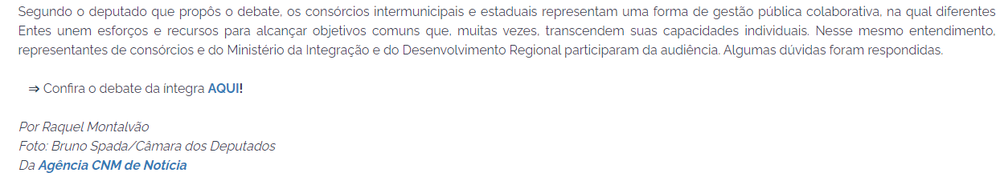 Segundo o deputado que propôs o debate, os consórcios intermunicipais e estaduais representam uma forma de gestão pública colaborativa, na qual diferentes
Entes unem esforços e recursos para alcançar objetivos comuns que, muitas vezes, transcendem suas capacidades individuais. Nesse mesmo entendimento,
representantes de consórcios e do Ministério da Integração e do Desenvolvimento Regional participaram da audiência. Algumas dúvidas foram respondidas.
⇒ Confira o debate da íntegra AQUI!
Por Raquel Montalvão
Foto: Bruno Spada/Câmara dos Deputados
Da Agência CNM de Notícia